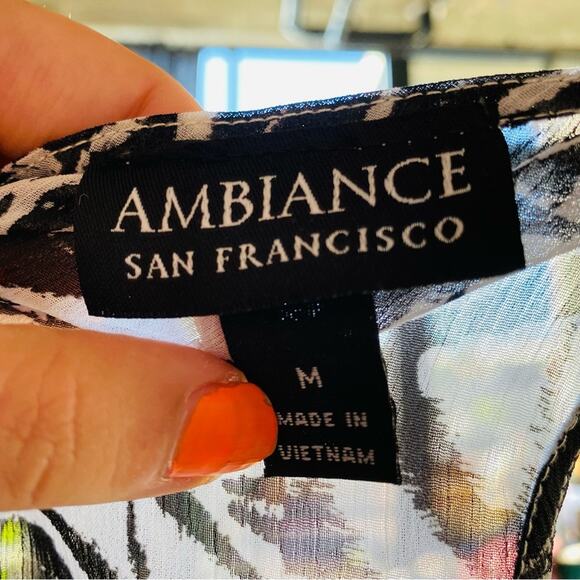 AMBIANCE
SAN FRANCISCO
M
MADE IN
VIETNAM